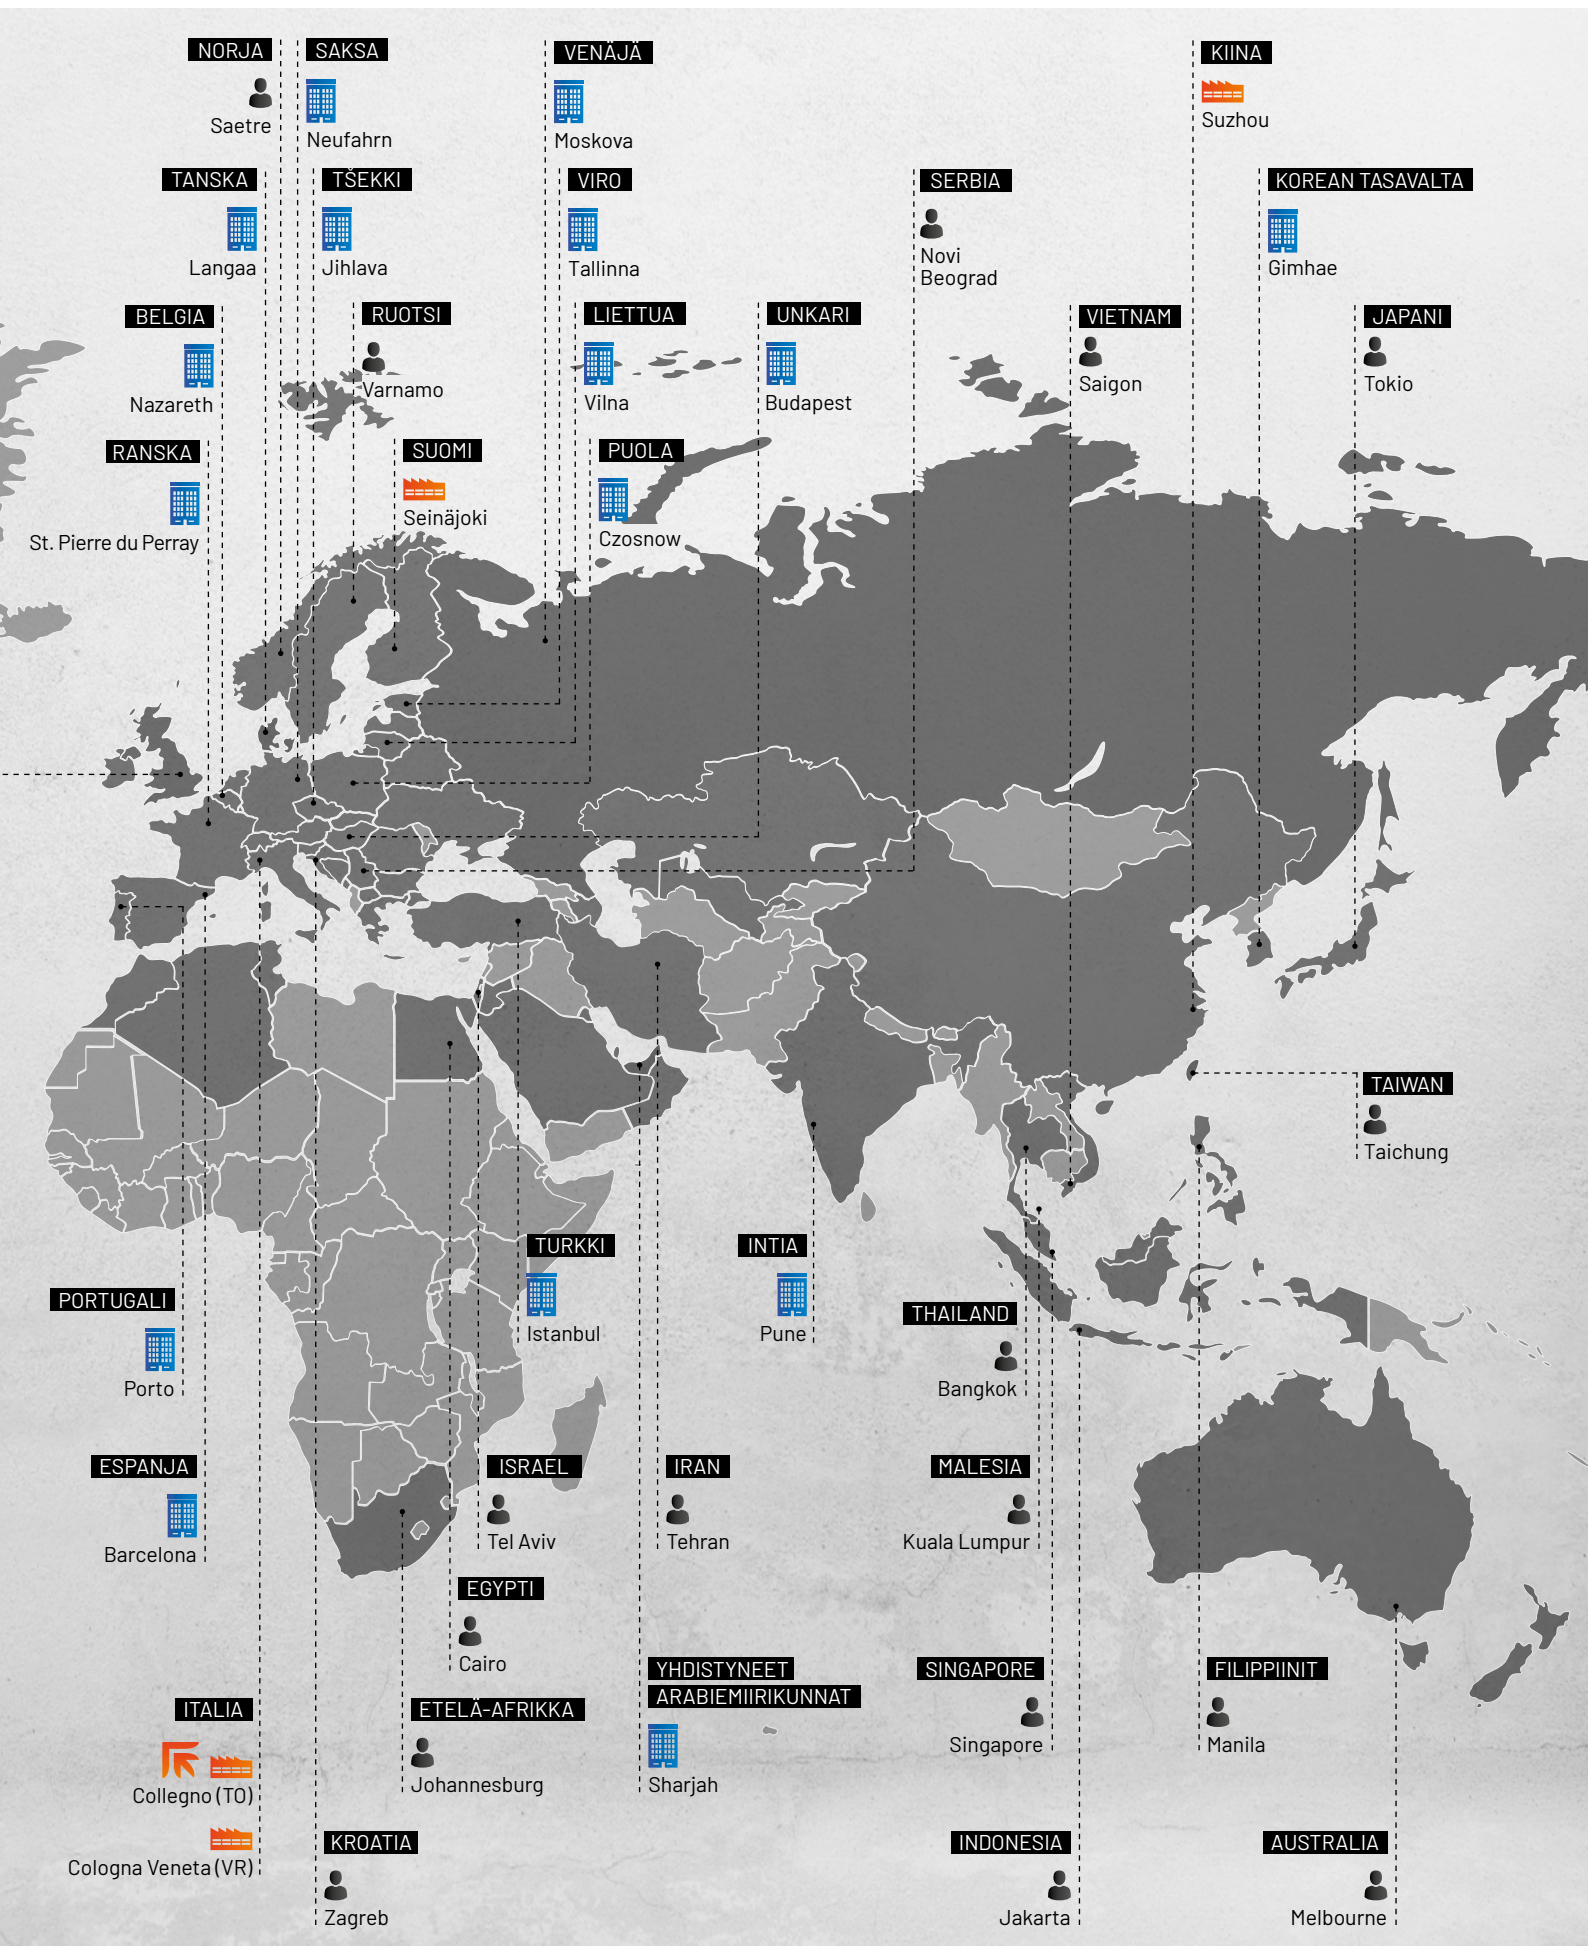 NORJA
Saetre
SAKSA
Neufahrn
VENÄJÄ
Moskova
KIINA
Suzhou
TANSKA
Langaa
TŠEKKI
Jihlava
VIRO
Tallinna
SERBIA
Novi
Beograd
KOREAN TASAVALTA
Gimhae
BELGIA
Nazareth
RUOTSI
Varnamo
LIETTUA
Vilna
UNKARI
Budapest
VIETNAM
Saigon
JAPANI
Tokio
RANSKA
St. Pierre du Perray
SUOMI
Seinäjoki
PUOLA
Czosnow
TAIWAN
Taichung
PORTUGALI
Porto
TURKKI
Istanbul
INTIA
Pune
THAILAND
Bangkok
ESPANJA
Barcelona
ISRAEL
Tel Aviv
IRAN
Tehran
MALESIA
Kuala Lumpur
EGYPTI
Cairo
ITALIA
Collegno (TO)
Cologna Veneta (VR)
ETELÄ-AFRIKKA
Johannesburg
YHDISTYNEET
ARABIEMIIRIKUNNAT
Sharjah
SINGAPORE
Singapore
FILIPPIINIT
Manila
KROATIA
Zagreb
INDONESIA
Jakarta
AUSTRALIA
Melbourne